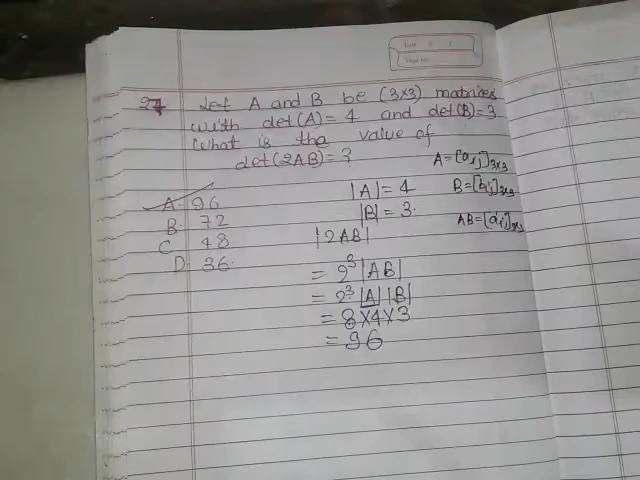 27 Let A and B be (3×3) matrices
with det(A) = 4 and det(B) = 3
What is tha value of
det(2AB) = ?
A = [aij]3×3
B = [bij]3×3
AB = [dij]3×3
A. 96
B. 72
C 48
D. 36.
|A| = 4
|B| = 3.
|2AB|
= 2³ |AB|
= 2³ |A| |B|
= 8×4×3
= 96